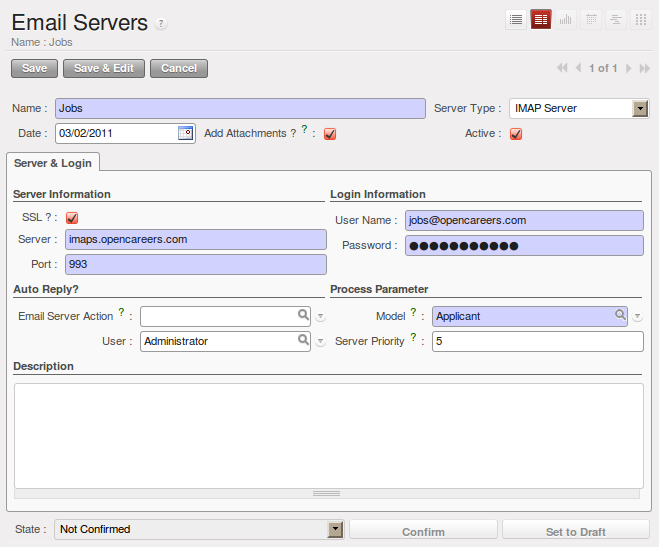 Email Servers ?
Name : Jobs
Save Save & Edit Cancel 1 of 1
Name : Jobs Server Type : IMAP Server
Date : 03/02/2011 Add Attachments ? ? : Active :
Server & Login
Server Information Login Information
SSL ? : User Name : jobs@opencareers.com
Server : imaps.opencareers.com Password : ●●●●●●●●●●●
Port : 993
Auto Reply? Process Parameter
Email Server Action ? : Model ? : Applicant
User : Administrator Server Priority ? : 5
Description
State : Not Confirmed Confirm Set to Draft